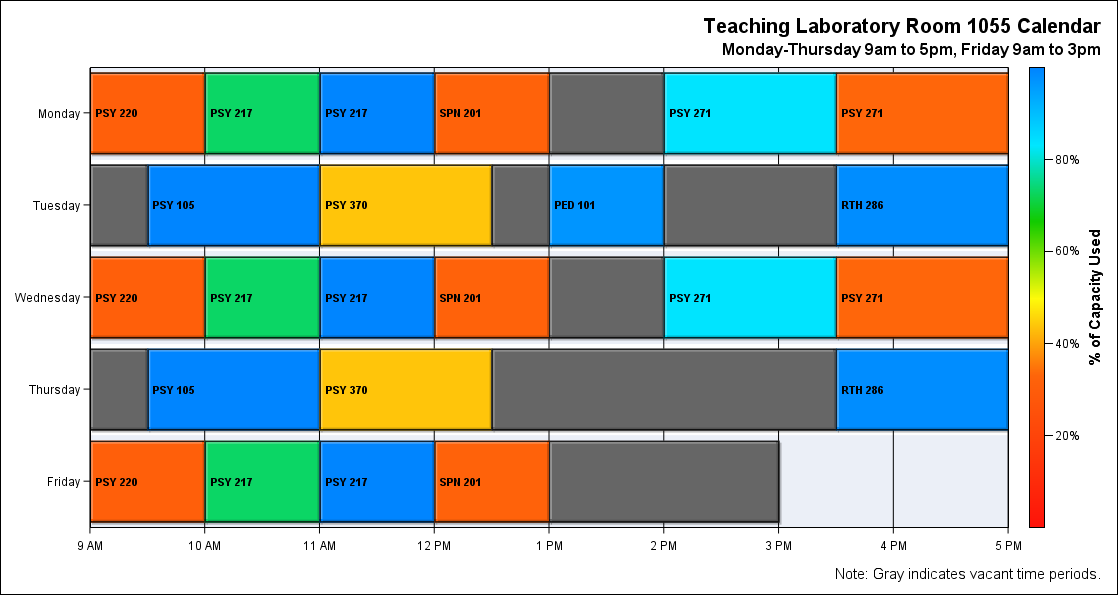 Teaching Laboratory Room 1055 Calendar
Monday-Thursday 9am to 5pm, Friday 9am to 3pm
Monday PSY 220 PSY 217 PSY 217 SPN 201 PSY 271 PSY 271
Tuesday PSY 105 PSY 370 PED 101 RTH 286
Wednesday PSY 220 PSY 217 PSY 217 SPN 201 PSY 271 PSY 271
Thursday PSY 105 PSY 370 RTH 286
Friday PSY 220 PSY 217 PSY 217 SPN 201
9 AM 10 AM 11 AM 12 PM 1 PM 2 PM 3 PM 4 PM 5 PM
80%
60%
40%
20%
% of Capacity Used
Note: Gray indicates vacant time periods.